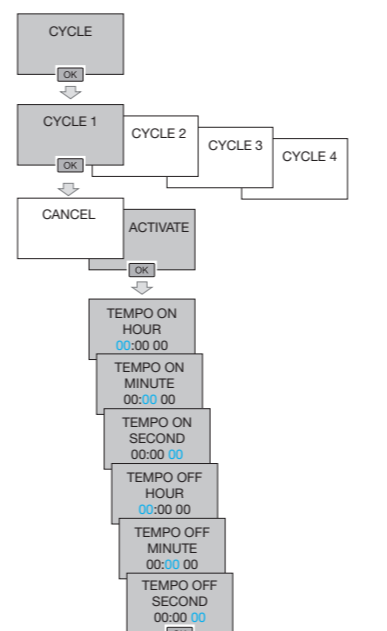 CYCLE
OK
CYCLE 1
CYCLE 2
CYCLE 3
CYCLE 4
OK
CANCEL
ACTIVATE
OK
TEMPO ON
HOUR
00:00 00
TEMPO ON
MINUTE
00:00 00
TEMPO ON
SECOND
00:00 00
TEMPO OFF
HOUR
00:00 00
TEMPO OFF
MINUTE
00:00 00
TEMPO OFF
SECOND
00:00 00